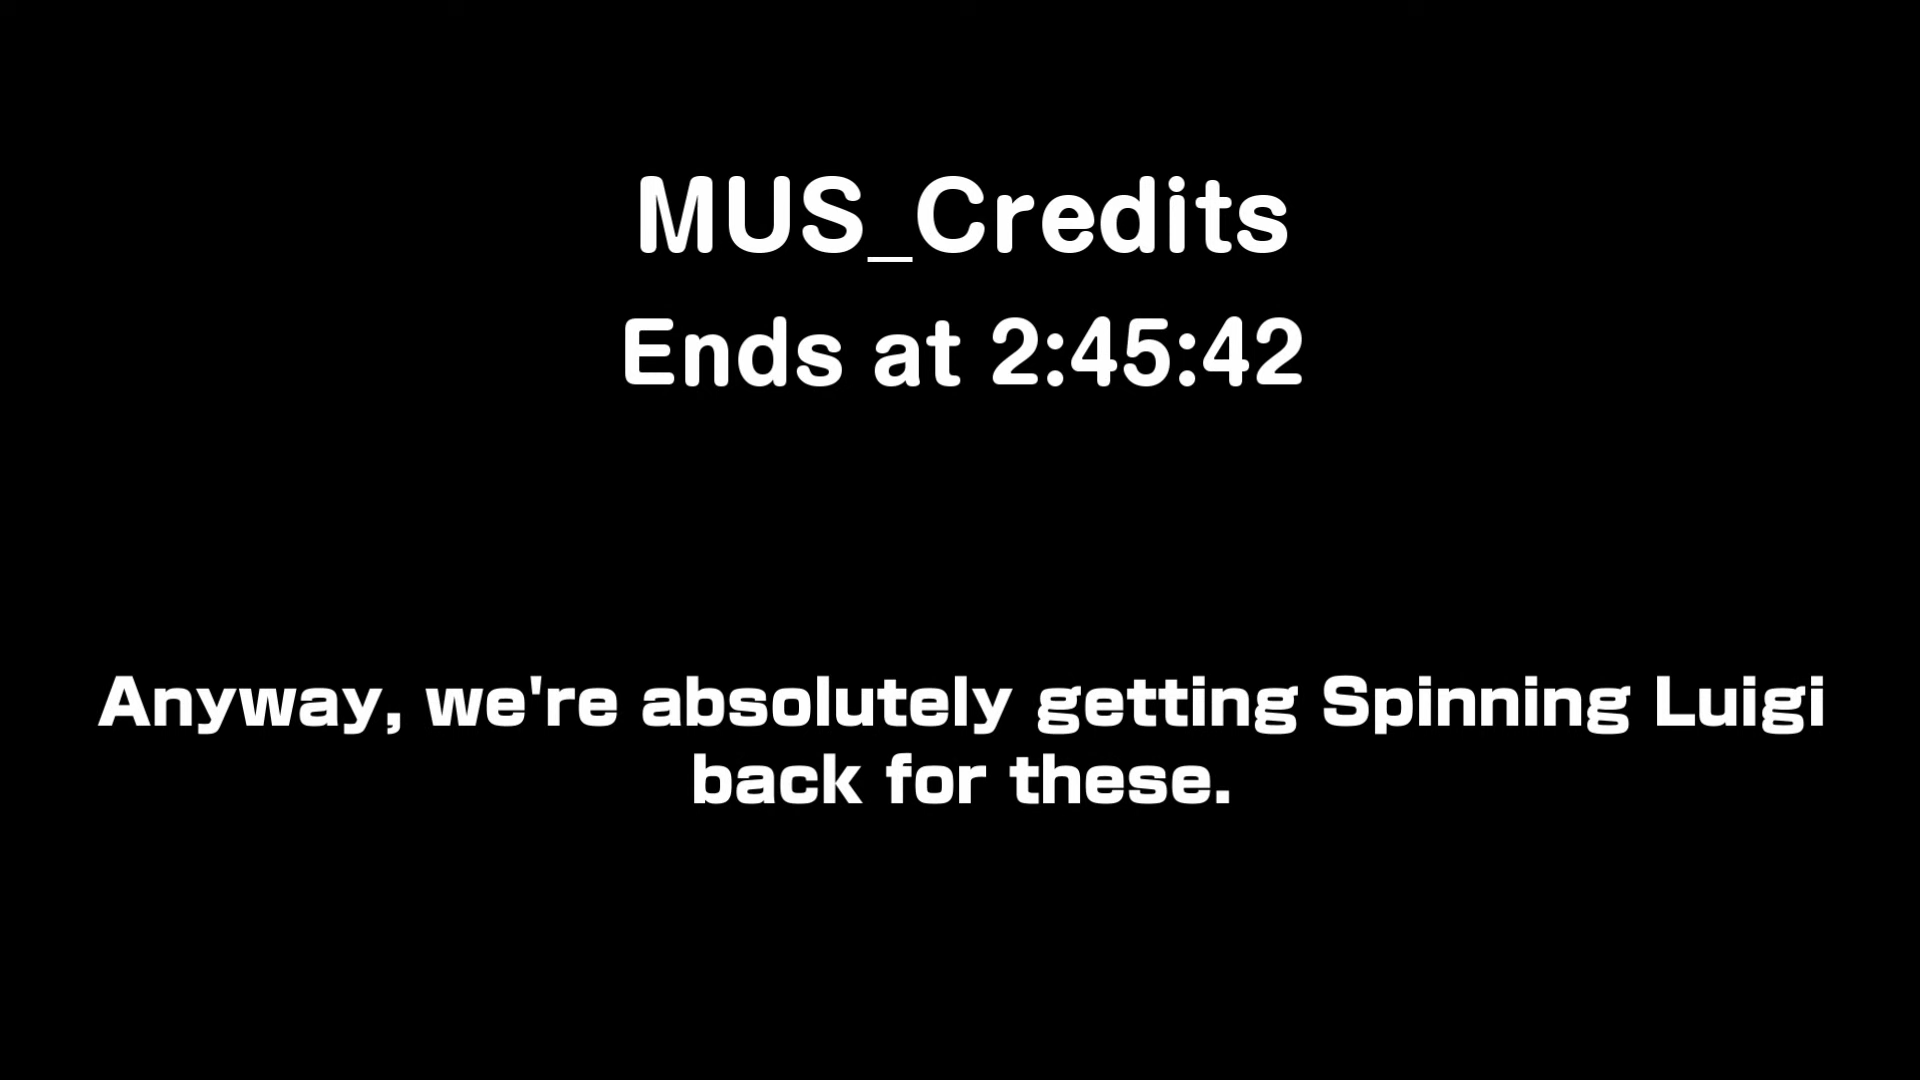 MUS_Credits
Ends at 2:45:42
Anyway, we're absolutely getting Spinning Luigi
back for these.